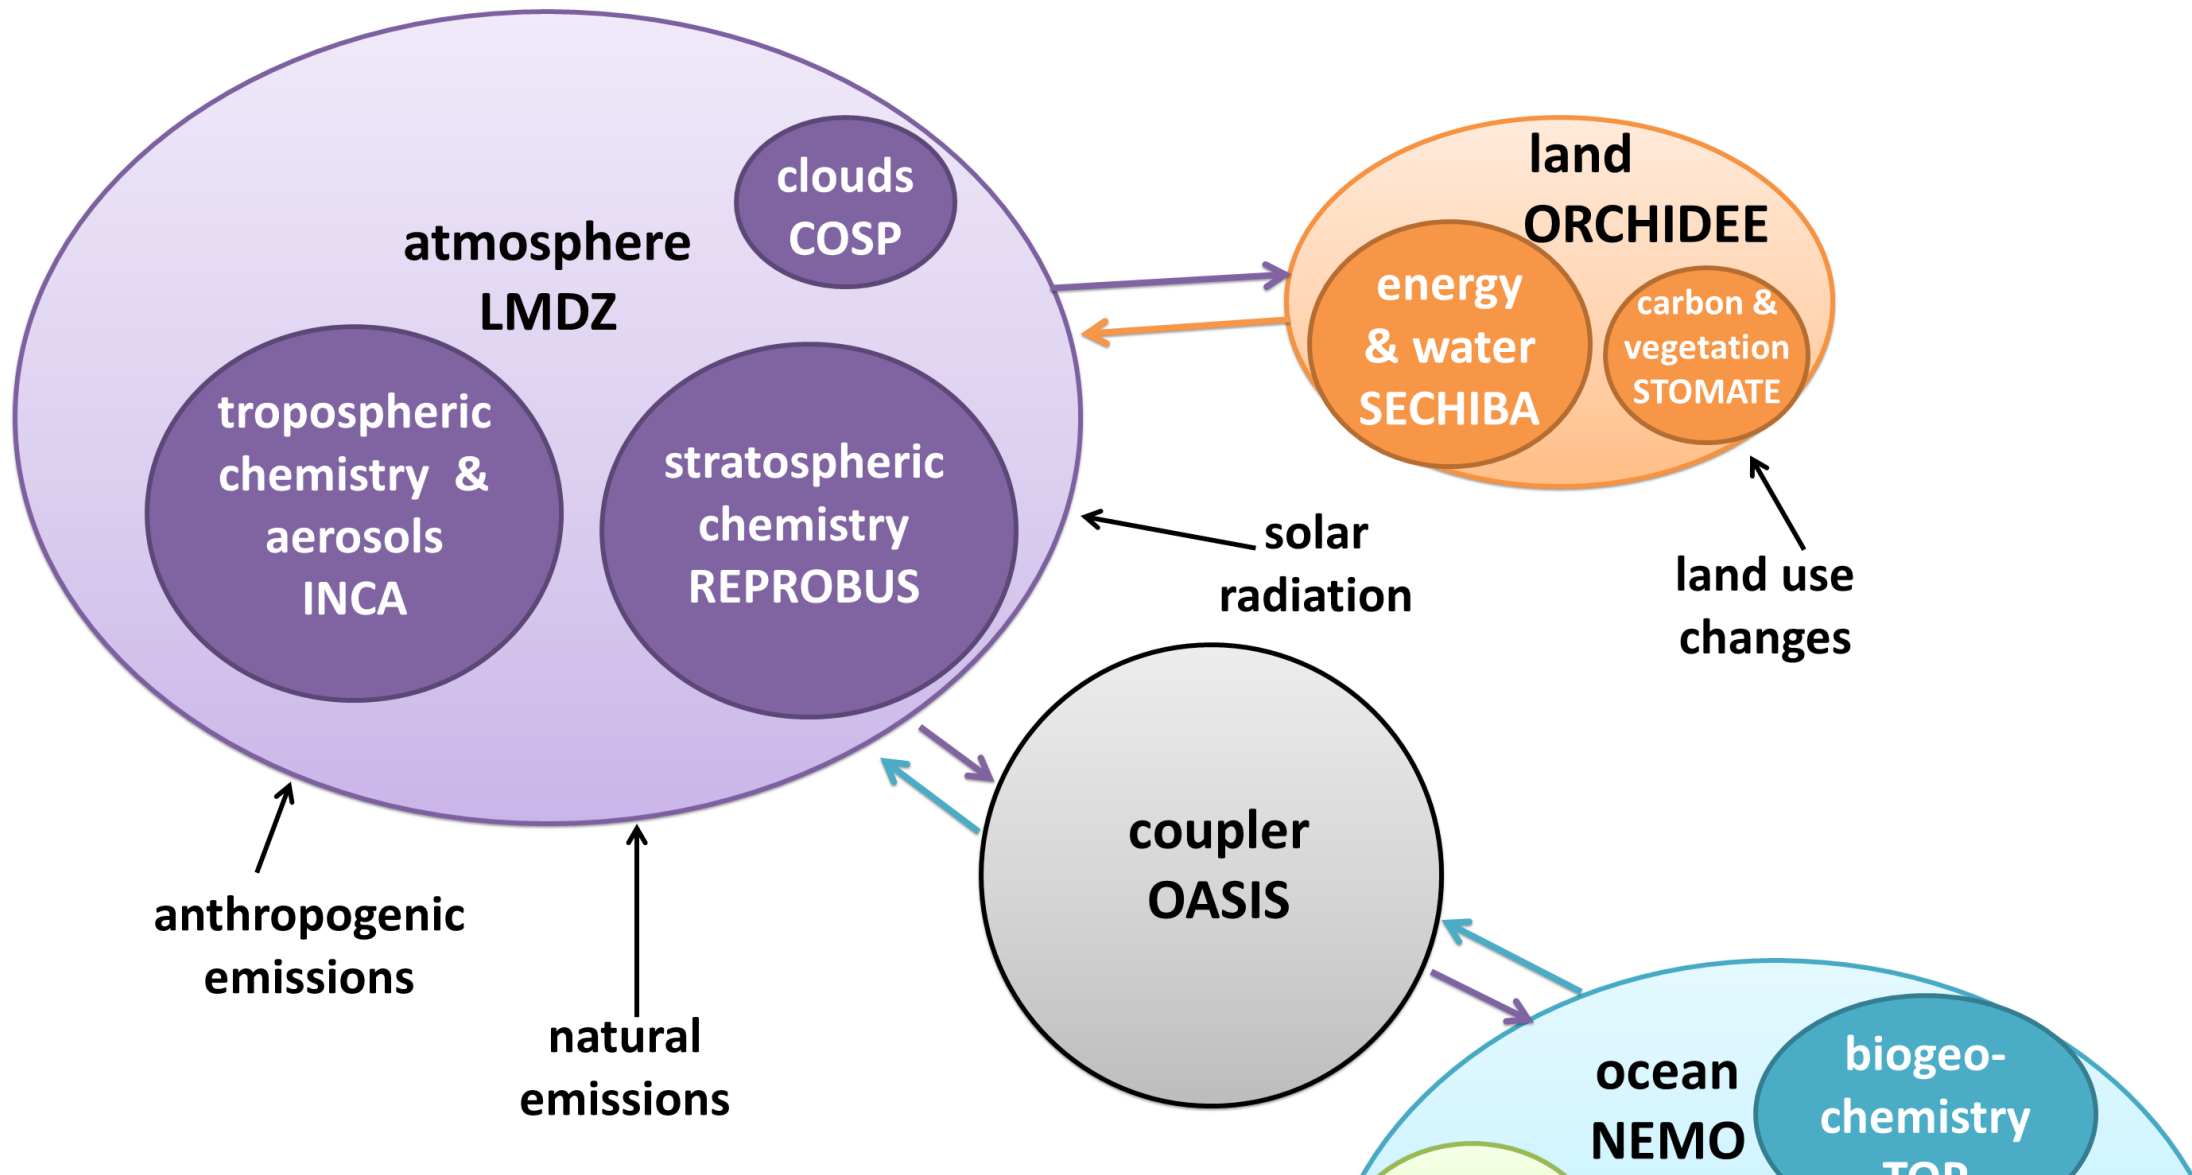 clouds
COSP
atmosphere
LMDZ
tropospheric
chemistry &
aerosols
INCA
stratospheric
chemistry
REPROBUS
land
ORCHIDEE
energy
& water
SECHIBA
carbon &
vegetation
STOMATE
solar
radiation
land use
changes
coupler
OASIS
anthropogenic
emissions
natural
emissions
ocean
NEMO
biogeo-
chemistry